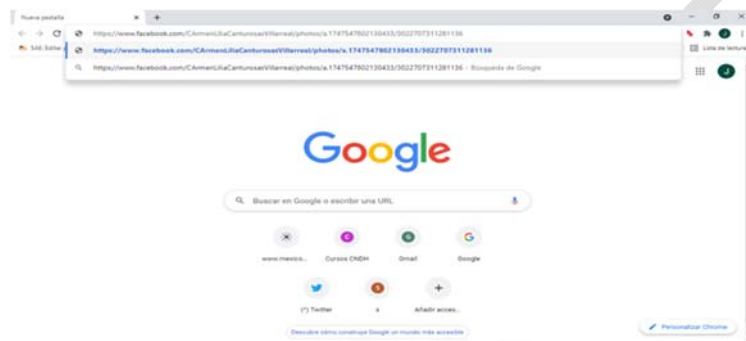 Nueva pestaña
https://www.facebook.com/CArmenLiliaCanturosasVillarreal/photos/a.1747547802130433/3022707311281136
https://www.facebook.com/CArmenLiliaCanturosasVillarreal/photos/a.1747547802130433/3022707311281136
https://www.facebook.com/CArmenLiliaCanturosasVillarreal/photos/a.1747547802130433/3022707311281136 - Búsqueda de Google
Lista de lectura
J
Google
Buscar en Google o escribir una URL
C G
www.mexico... Cursos CNDH Gmail Google
(*) Twitter s Añadir acces...
Descubre cómo construye Google un mundo más accesible
Personalizar Chrome